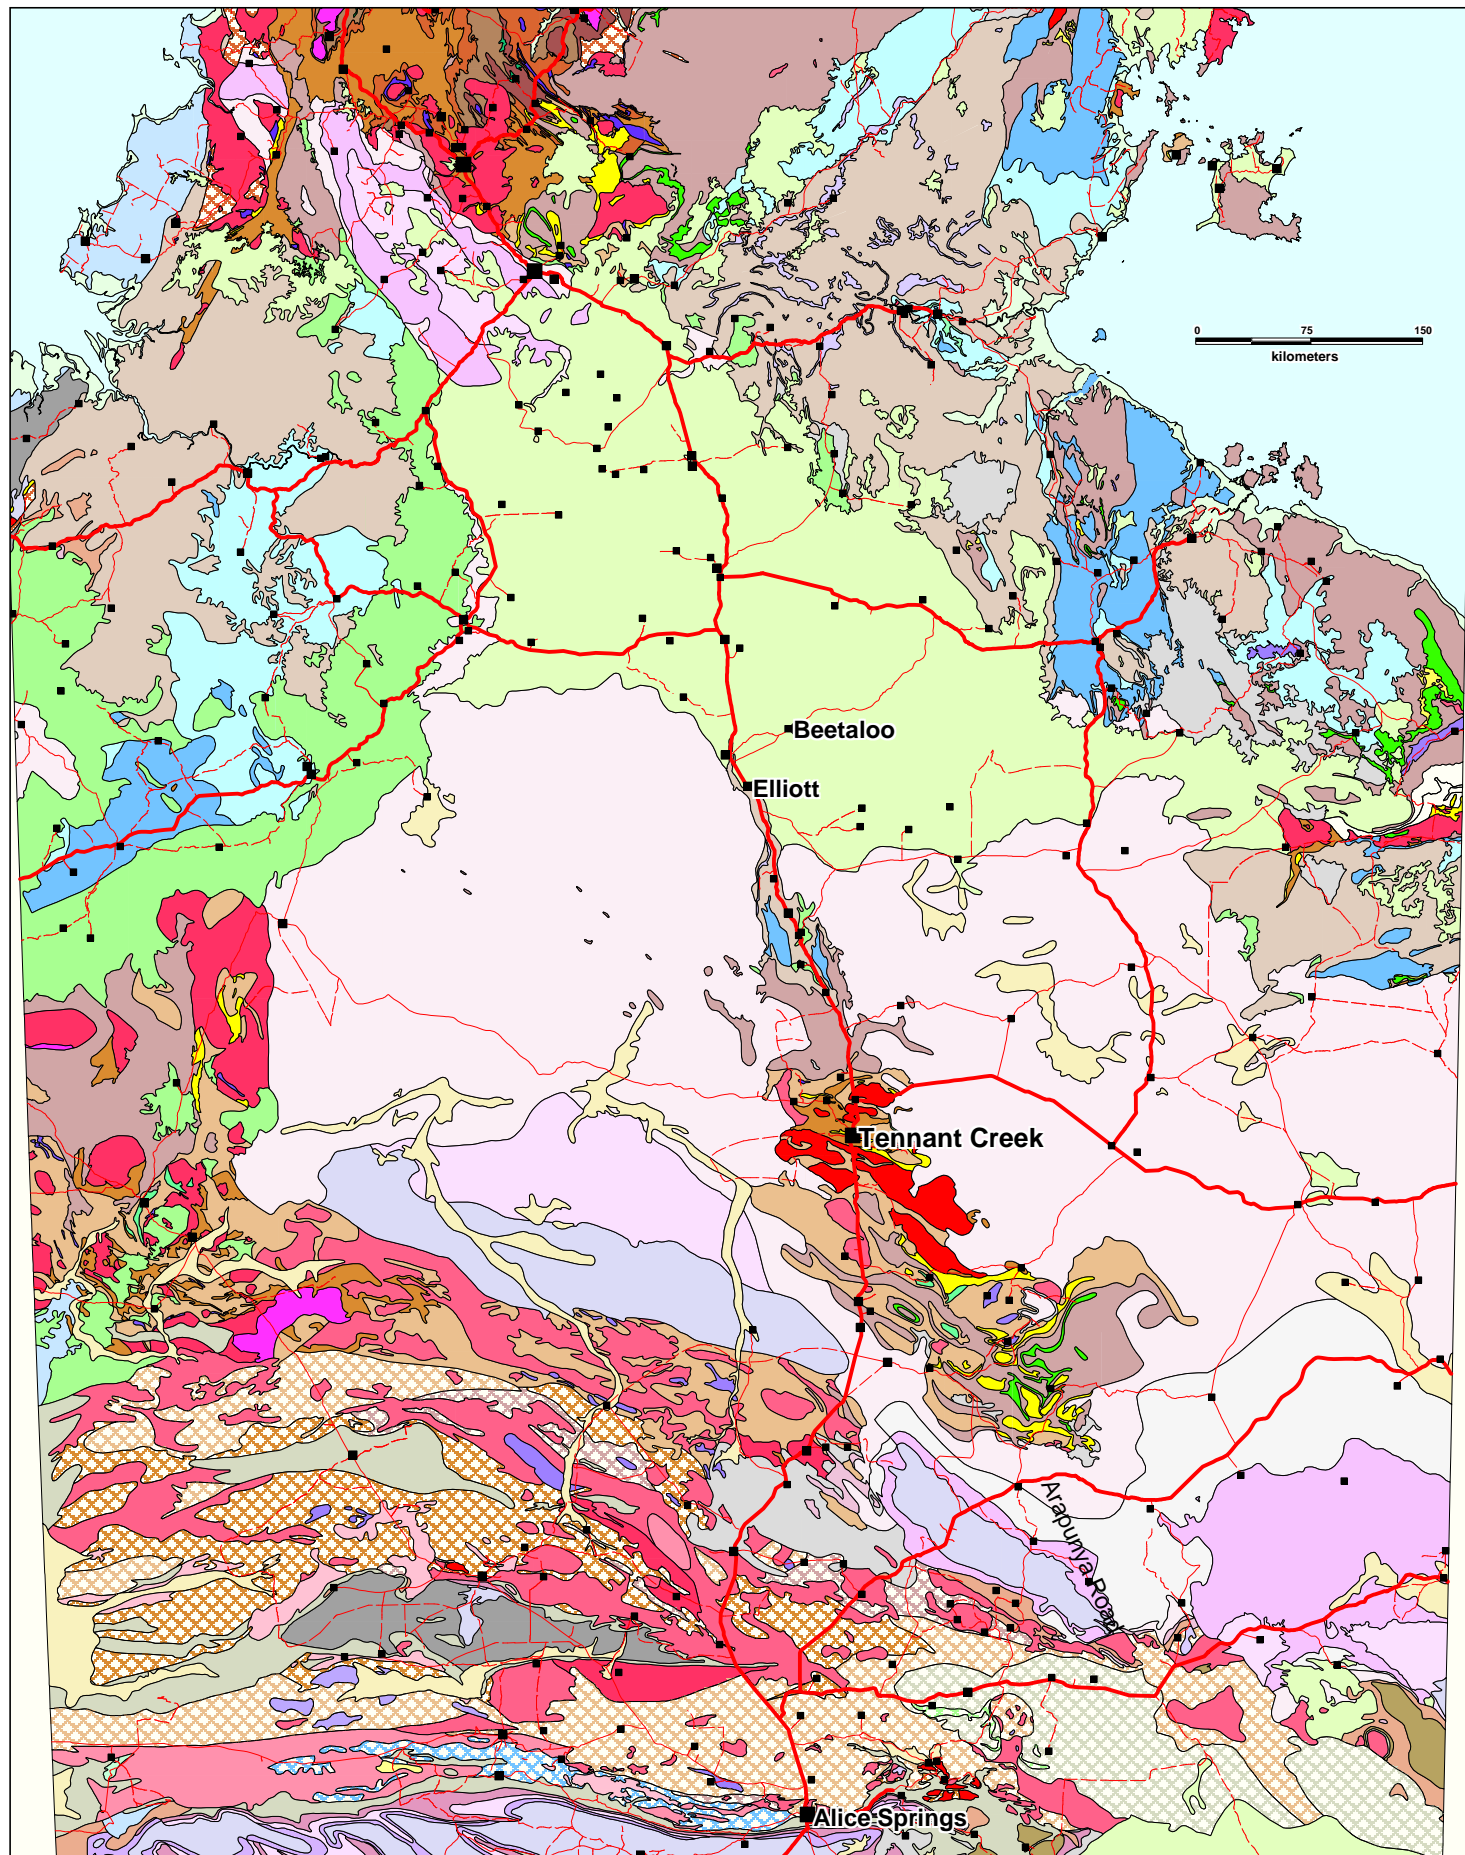 0 75 150
kilometers
Beetaloo
Elliott
Tennant Creek
Arapunya Road
Alice Springs